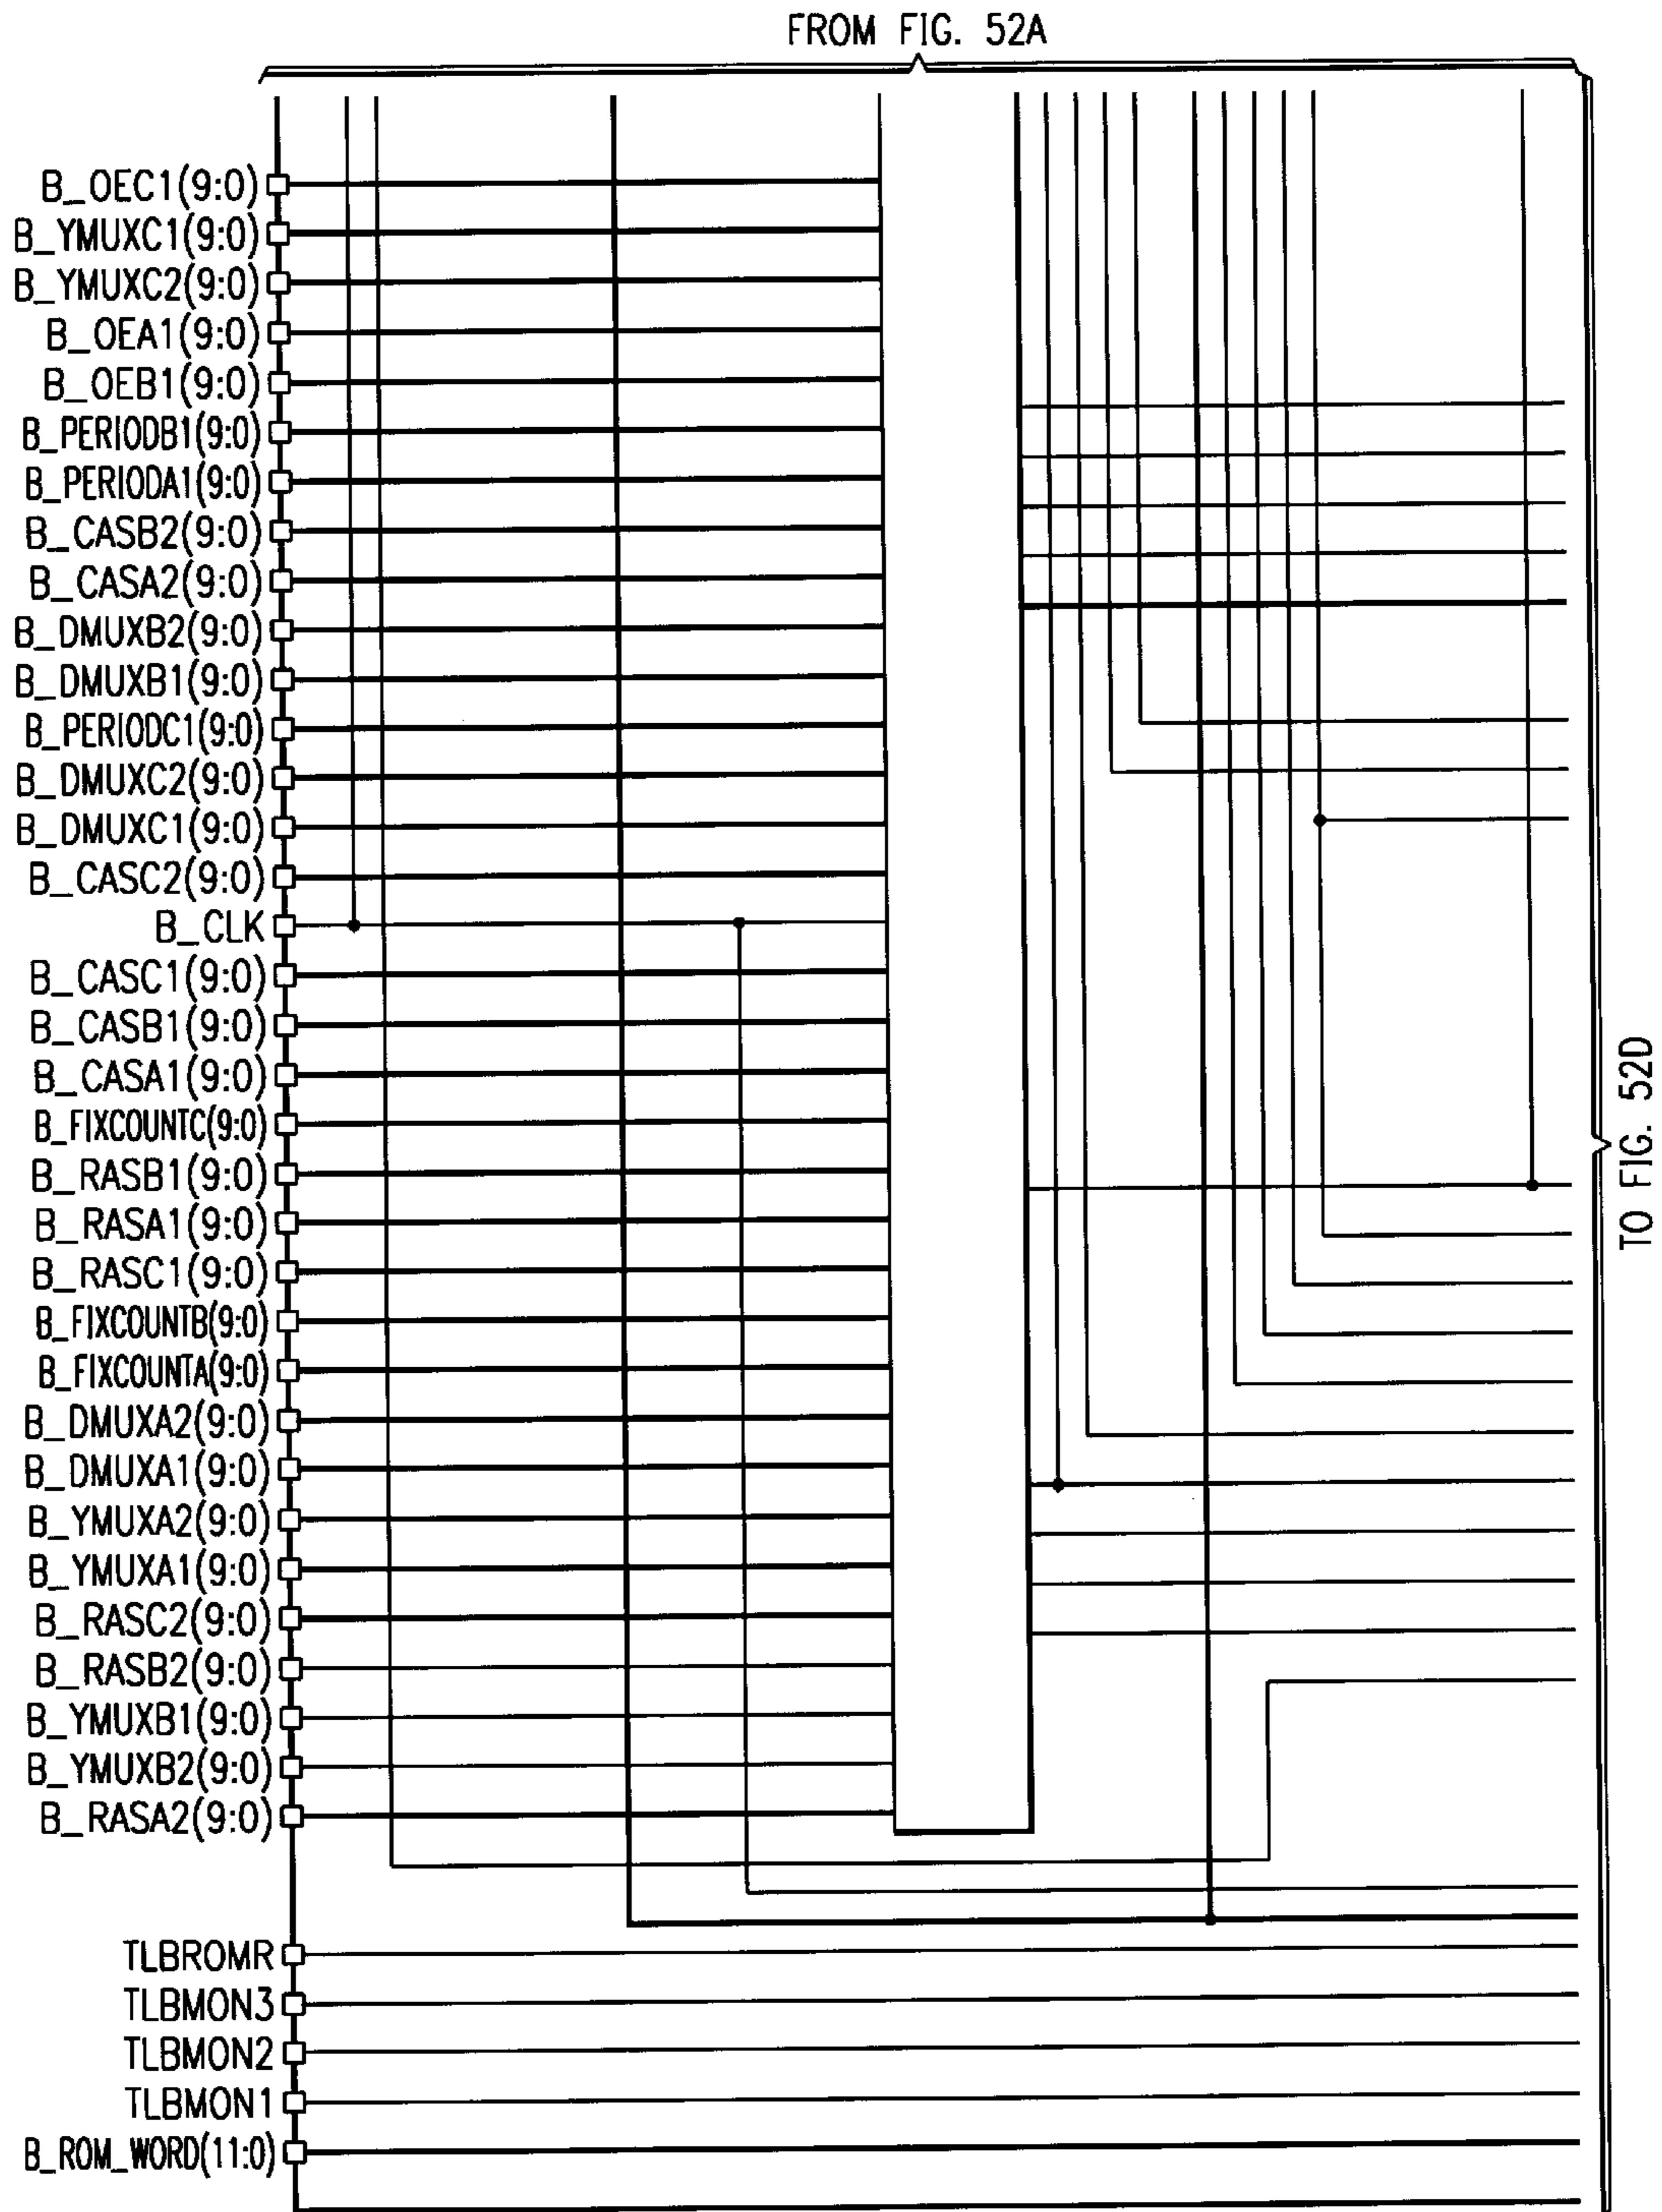 FROM FIG. 52A
B_OEC1(9:0)
B_YMUXC1(9:0)
B_YMUXC2(9:0)
B_OEA1(9:0)
B_OEB1(9:0)
B_PERIODB1(9:0)
B_PERIODA1(9:0)
B_CASB2(9:0)
B_CASA2(9:0)
B_DMUXB2(9:0)
B_DMUXB1(9:0)
B_PERIODC1(9:0)
B_DMUXC2(9:0)
B_DMUXC1(9:0)
B_CASC2(9:0)
B_CLK
B_CASC1(9:0)
B_CASB1(9:0)
B_CASA1(9:0)
B_FIXCOUNTC(9:0)
B_RASB1(9:0)
B_RASA1(9:0)
B_RASC1(9:0)
B_FIXCOUNTB(9:0)
B_FIXCOUNTA(9:0)
B_DMUXA2(9:0)
B_DMUXA1(9:0)
B_YMUXA2(9:0)
B_YMUXA1(9:0)
B_RASC2(9:0)
B_RASB2(9:0)
B_YMUXB1(9:0)
B_YMUXB2(9:0)
B_RASA2(9:0)
TLBROMR
TLBMON3
TLBMON2
TLBMON1
B_ROM_WORD(11:0)
TO FIG. 52D